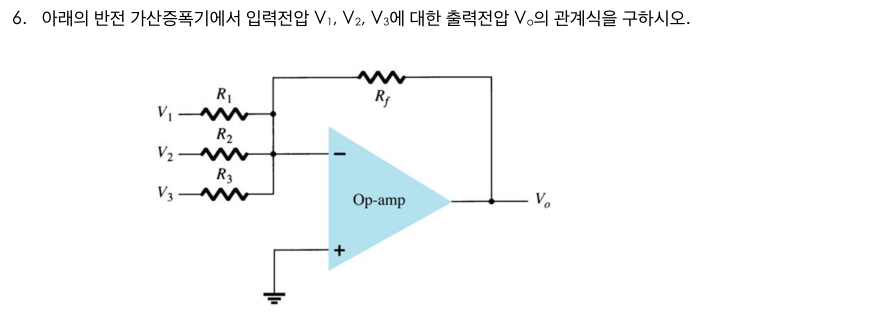 6. 아래의 반전 가산증폭기에서 입력전압 V₁, V₂, V₃에 대한 출력전압 Vₒ의 관계식을 구하시오.
R₁
R_f
V₁
R₂
V₂
−
R₃
V₃
Op-amp
Vₒ
+